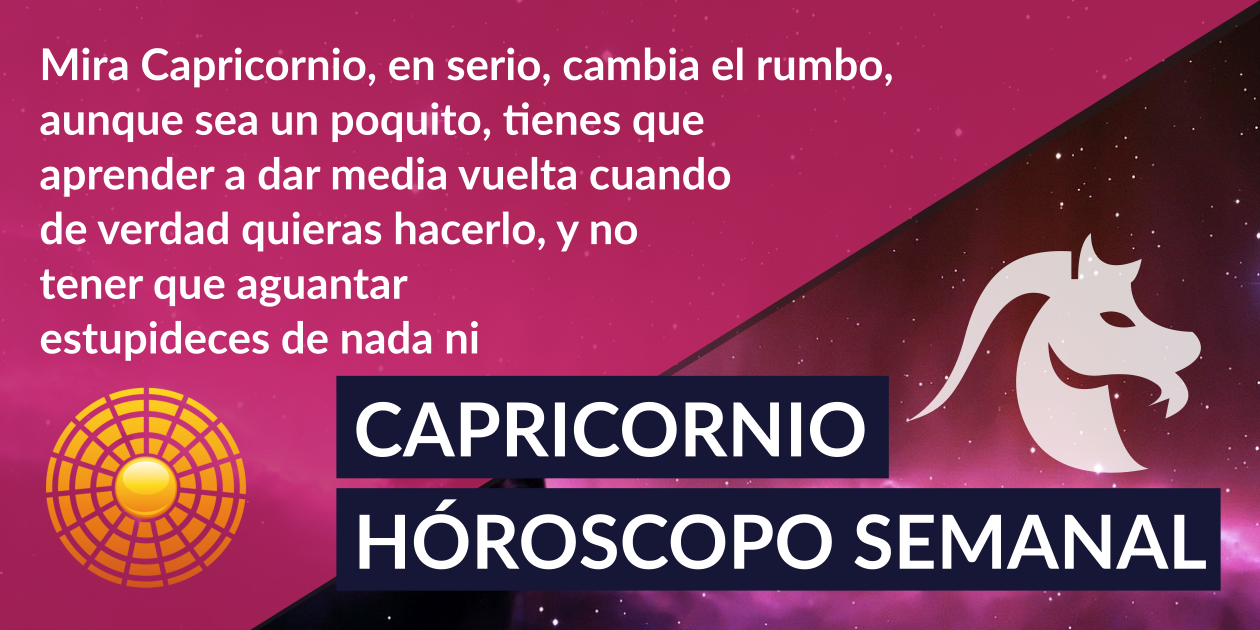 Mira Capricornio, en serio, cambia el rumbo,
aunque sea un poquito, tienes que
aprender a dar media vuelta cuando
de verdad quieras hacerlo, y no
tener que aguantar
estupideces de nada ni
CAPRICORNIO
HÓROSCOPO SEMANAL